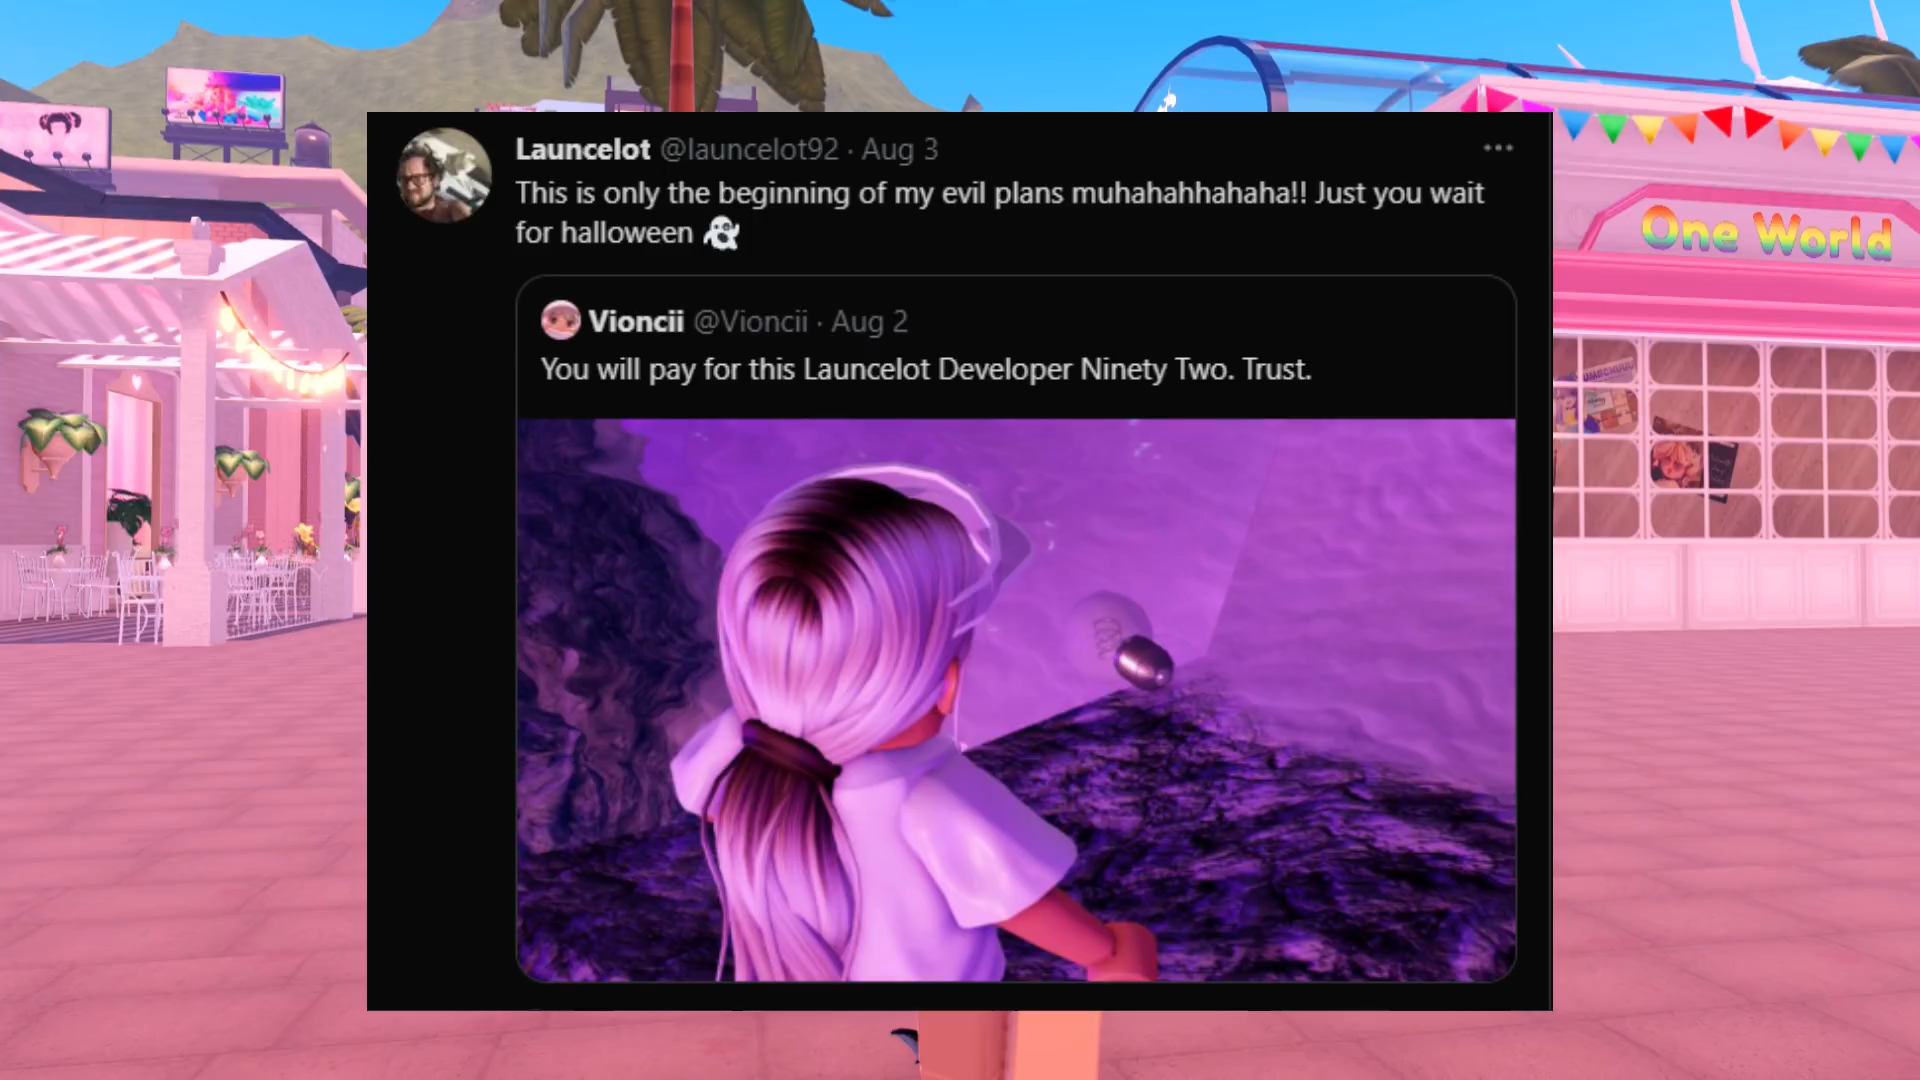 Launcelot @launcelot92 · Aug 3
This is only the beginning of my evil plans muhahahhahaha!! Just you wait
for halloween 👻
Vioncii @Vioncii · Aug 2
You will pay for this Launcelot Developer Ninety Two. Trust.
One World